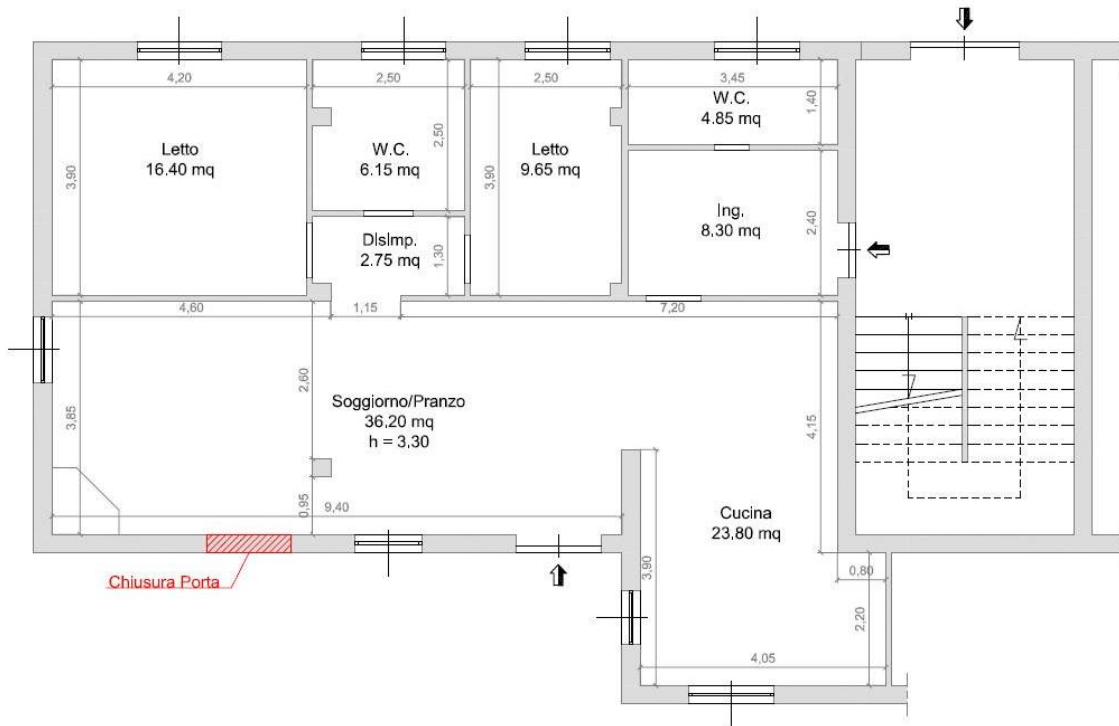 4,20
2,50
2,50
3,45
W.C.
4.85 mq
1,40
Letto
16.40 mq
3,90
W.C.
6.15 mq
2,50
Letto
9.65 mq
3,90
Ing.
8,30 mq
2,40
DIsImp.
2.75 mq
1,30
4,60
1,15
7,20
2,60
3,85
Soggiorno/Pranzo
36,20 mq
h = 3,30
4,15
0,95
9,40
Cucina
23,80 mq
Chiusura Porta
3,90
0,80
2,20
4,05